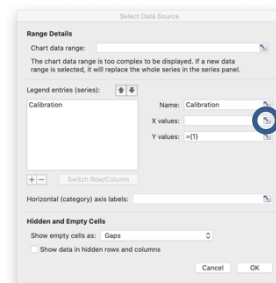 Select Data Source
Range Details
Chart data range:
The chart data range is too complex to be displayed. If a new data
range is selected, it will replace the whole series in the series panel.
Legend entries (series):
Calibration
Name: Calibration
X values:
Y values: ={1}
+ −
Switch Row/Column
Horizontal (category) axis labels:
Hidden and Empty Cells
Show empty cells as: Gaps
Show data in hidden rows and columns
Cancel OK